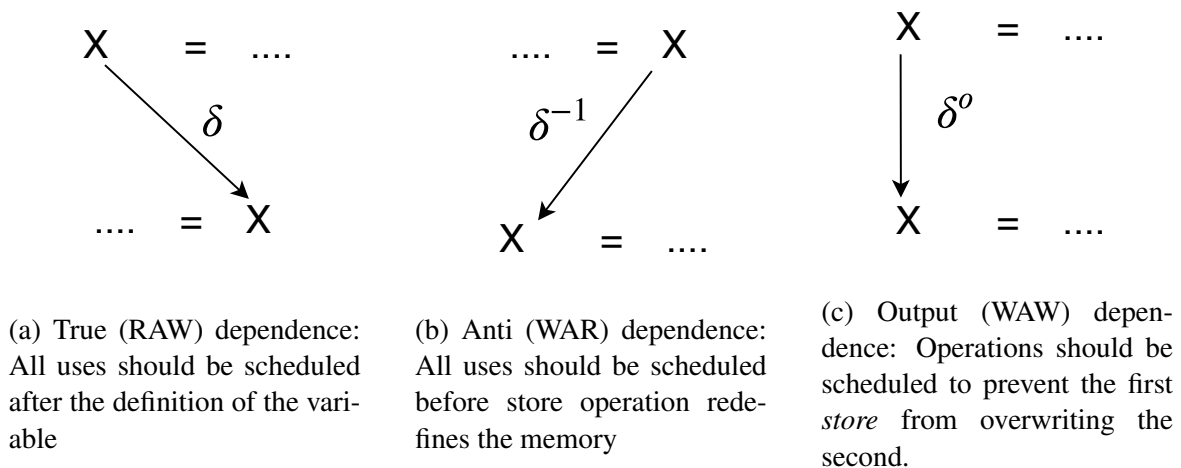 X = ....
δ
.... = X
(a) True (RAW) dependence:
All uses should be scheduled
after the definition of the vari-
able
.... = X
δ⁻¹
X = ....
(b) Anti (WAR) dependence:
All uses should be scheduled
before store operation rede-
fines the memory
X = ....
δᵒ
X = ....
(c) Output (WAW) depen-
dence: Operations should be
scheduled to prevent the first
store from overwriting the
second.